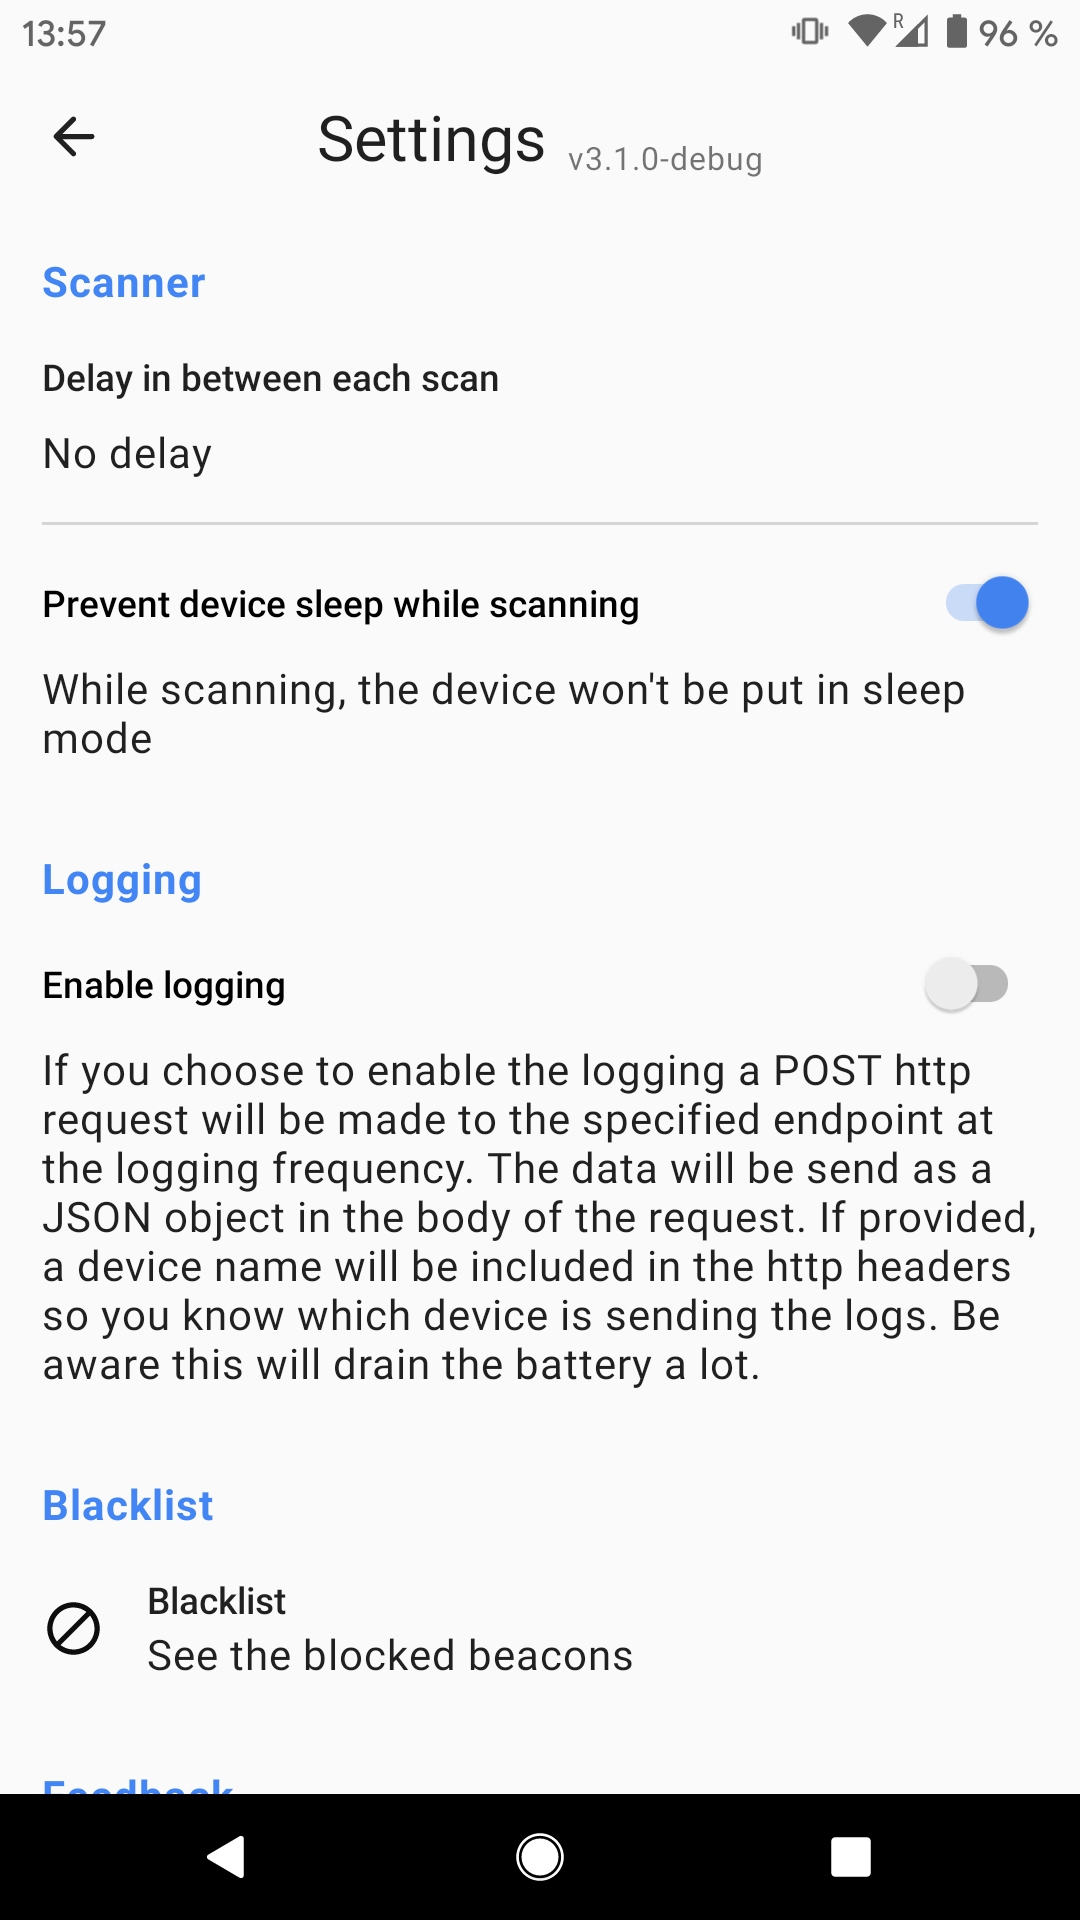 13:57
R
96 %
Settings v3.1.0-debug
Scanner
Delay in between each scan
No delay
Prevent device sleep while scanning
While scanning, the device won't be put in sleep
mode
Logging
Enable logging
If you choose to enable the logging a POST http
request will be made to the specified endpoint at
the logging frequency. The data will be send as a
JSON object in the body of the request. If provided,
a device name will be included in the http headers
so you know which device is sending the logs. Be
aware this will drain the battery a lot.
Blacklist
Blacklist
See the blocked beacons
Feedback